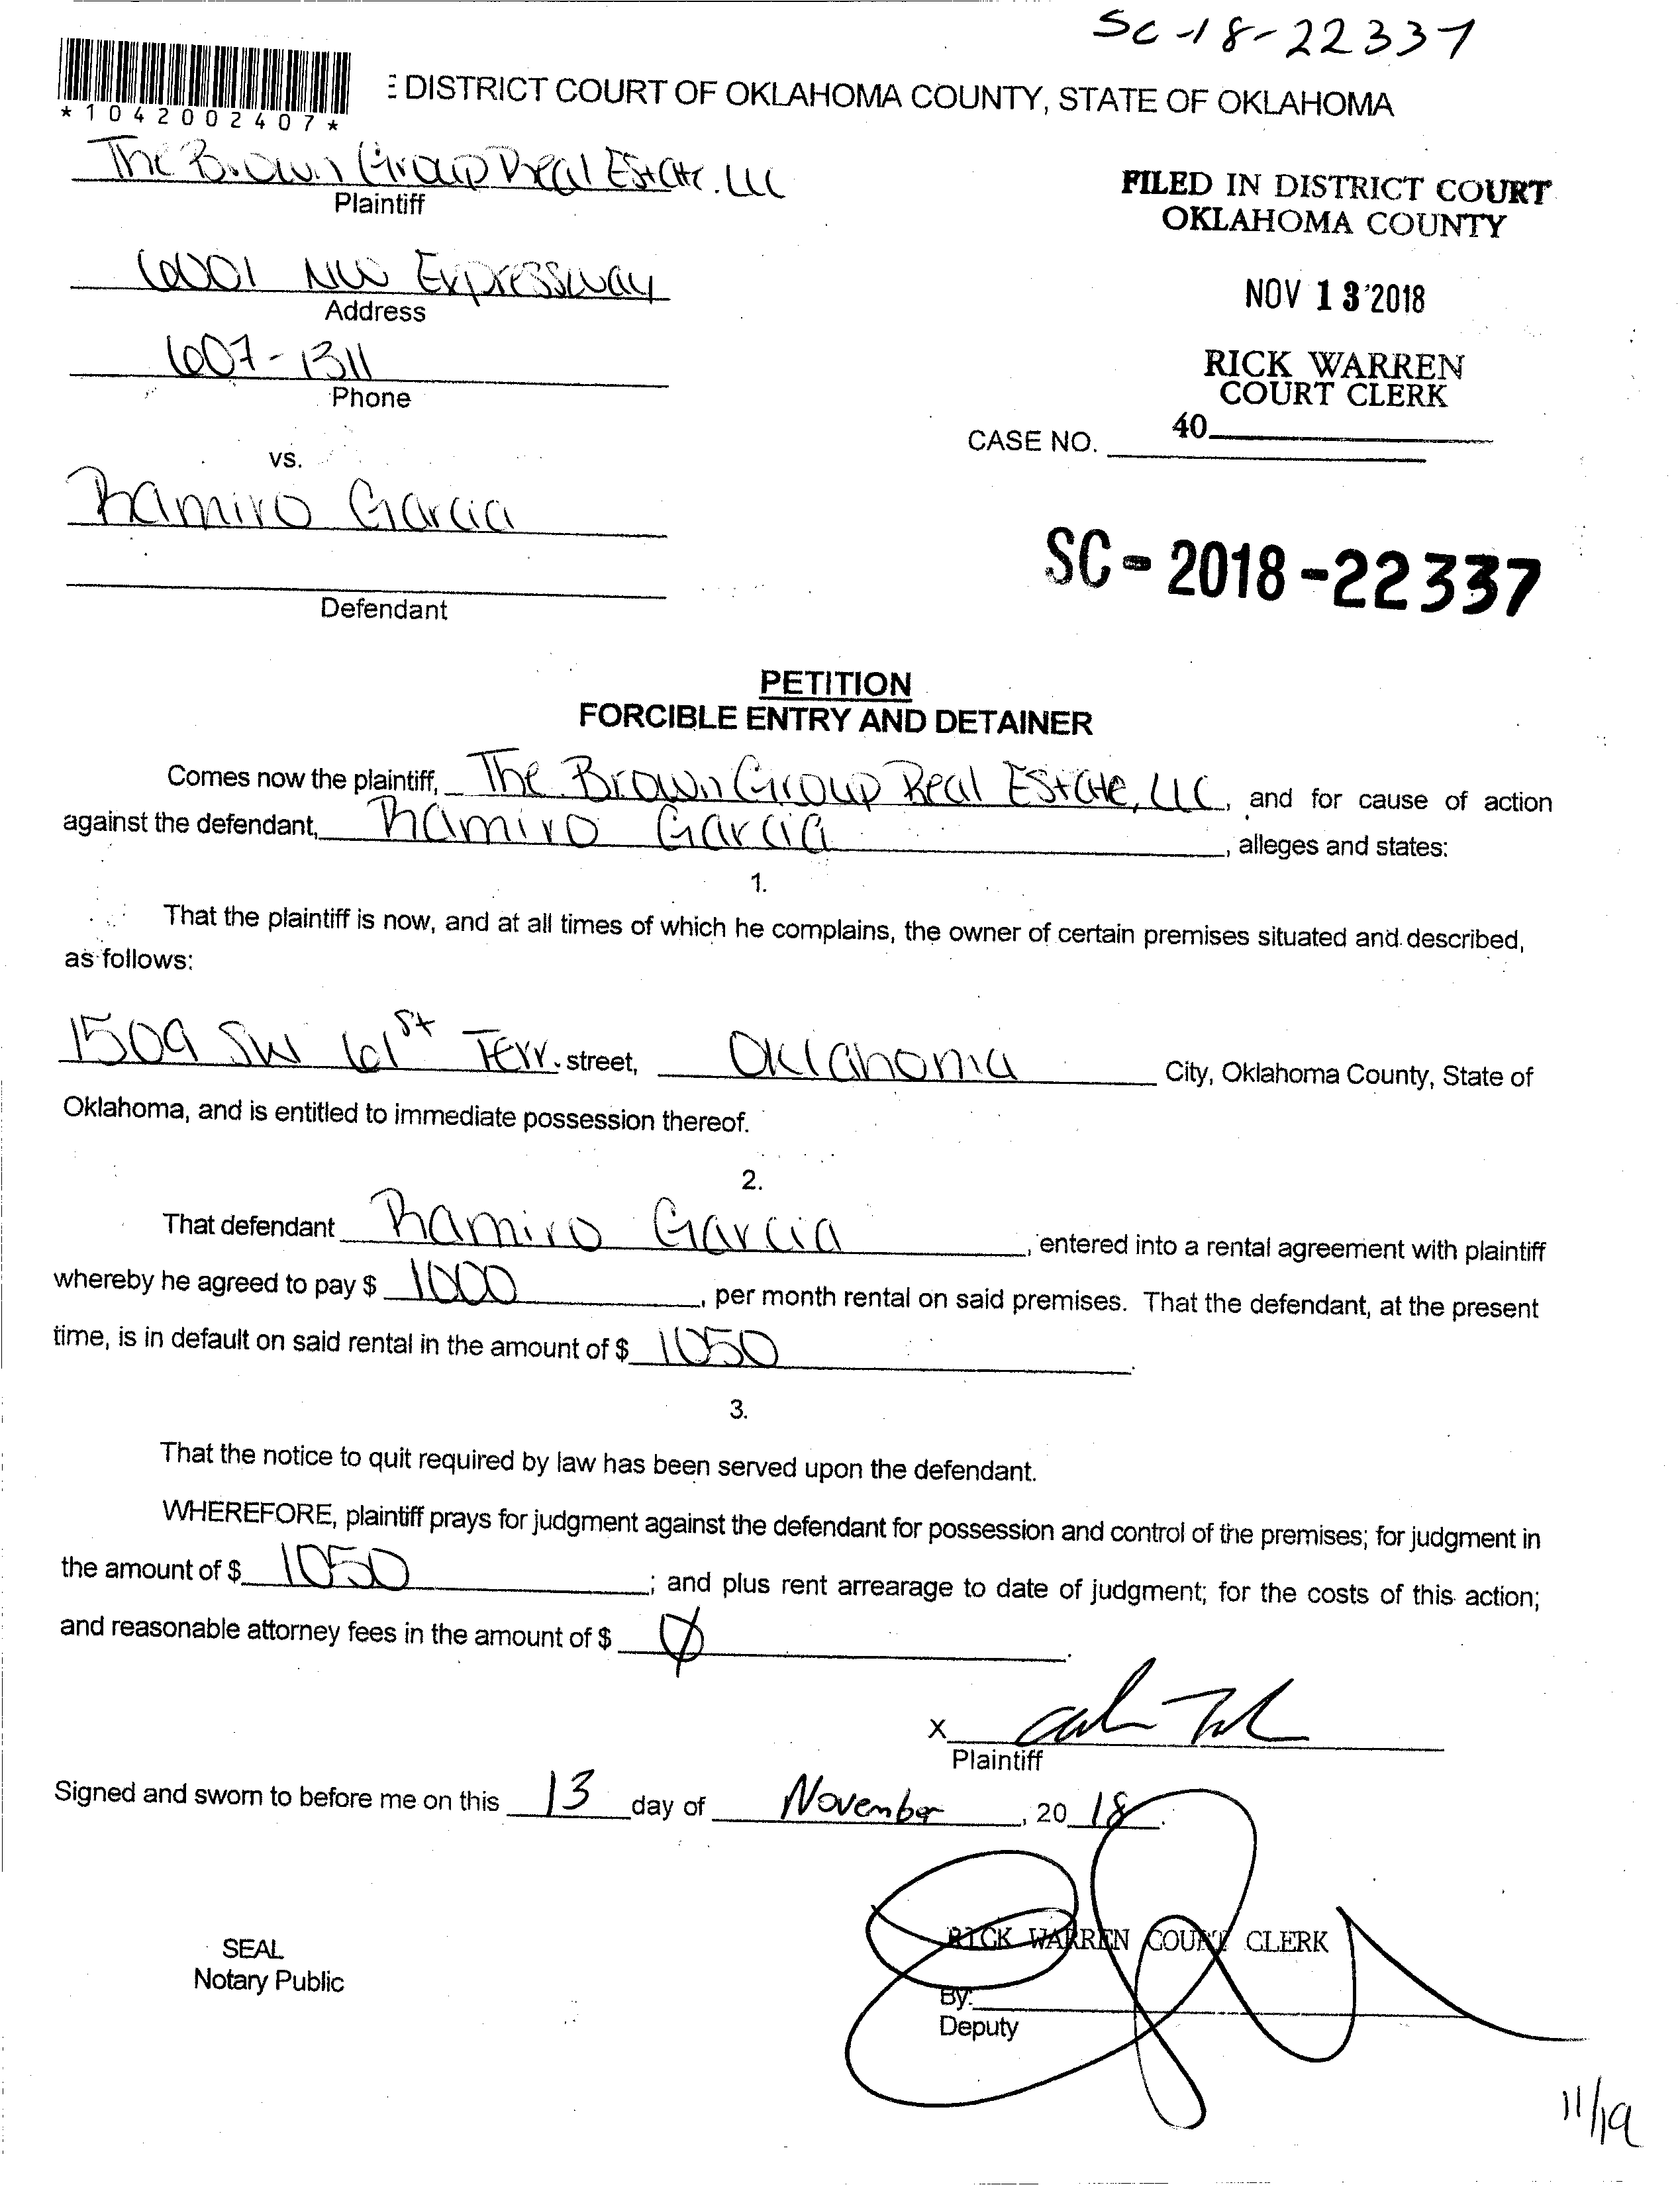 SC-18-22337
*1042002407*
E DISTRICT COURT OF OKLAHOMA COUNTY, STATE OF OKLAHOMA
The Brown Group Real Estate, LLC
Plaintiff
FILED IN DISTRICT COURT
OKLAHOMA COUNTY
6001 NW Expressway
Address
NOV 13 2018
607-1311
Phone
RICK WARREN
COURT CLERK
40
CASE NO.
vs.
Ramiro Garcia
SC-2018-22337
Defendant
PETITION
FORCIBLE ENTRY AND DETAINER
Comes now the plaintiff, The Brown Group Real Estate, LLC, and for cause of action
against the defendant, Ramiro Garcia, alleges and states:
1.
That the plaintiff is now, and at all times of which he complains, the owner of certain premises situated and described,
as follows:
1509 SW 61st Terr. street, Oklahoma City, Oklahoma County, State of
Oklahoma, and is entitled to immediate possession thereof.
2.
That defendant Ramiro Garcia, entered into a rental agreement with plaintiff
whereby he agreed to pay $ 1000, per month rental on said premises. That the defendant, at the present
time, is in default on said rental in the amount of $ 1050.
3.
That the notice to quit required by law has been served upon the defendant.
WHEREFORE, plaintiff prays for judgment against the defendant for possession and control of the premises; for judgment in
the amount of $ 1050; and plus rent arrearage to date of judgment; for the costs of this action;
and reasonable attorney fees in the amount of $ 0.
X
Plaintiff
Signed and sworn to before me on this 13 day of November, 2018.
RICK WARREN COURT CLERK
SEAL
Notary Public
By:
Deputy
11/19